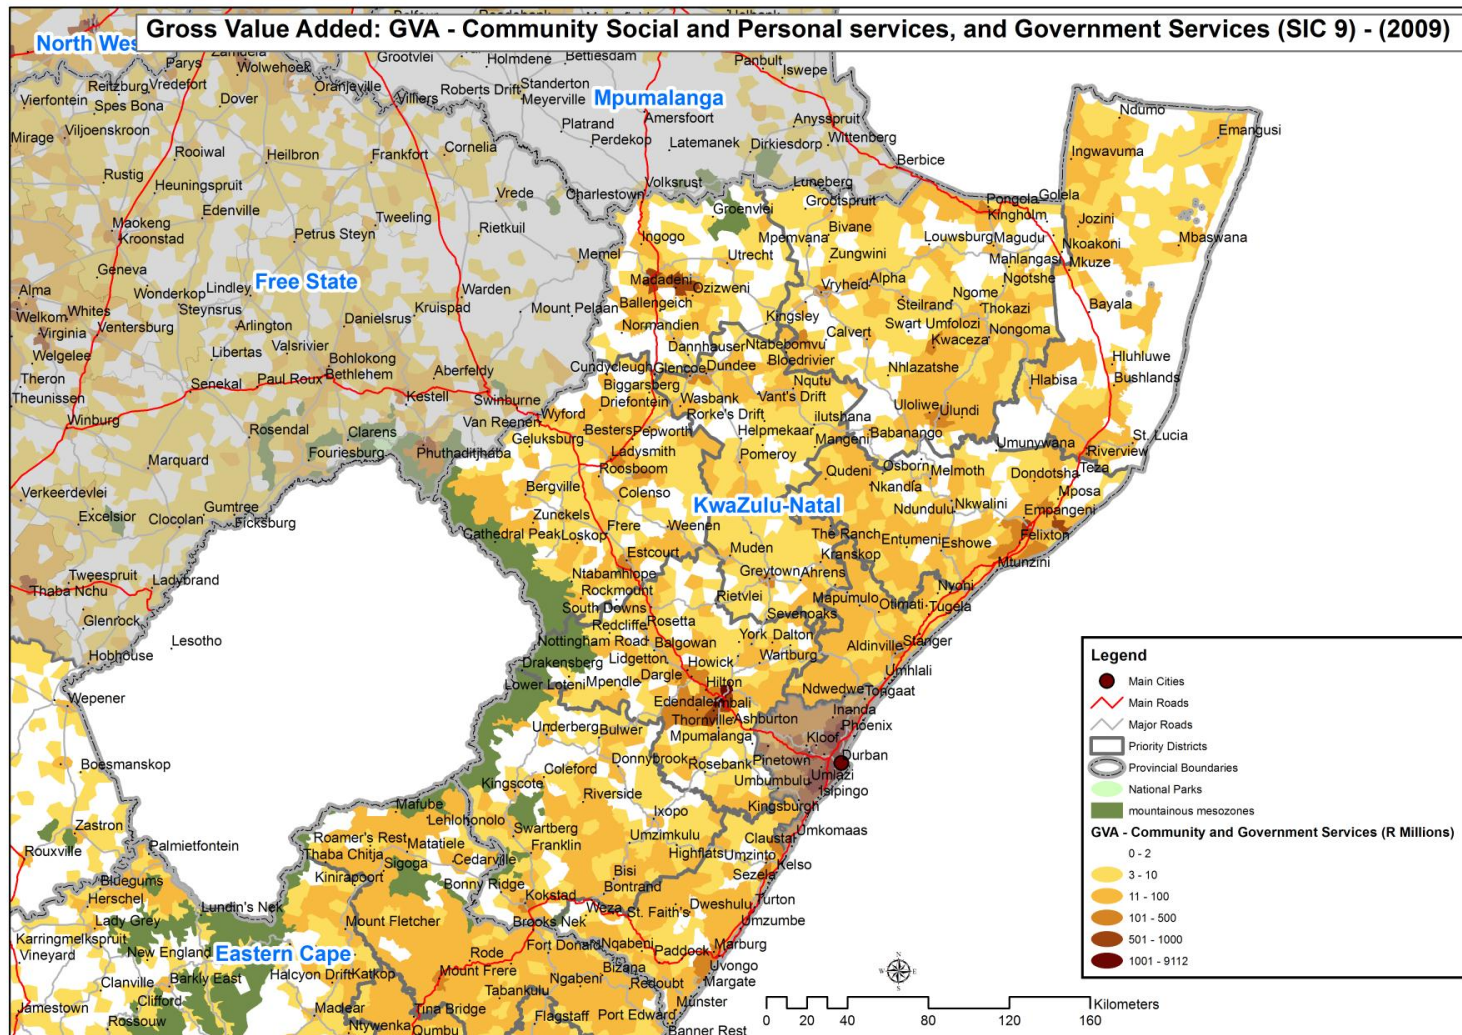 Gross Value Added: GVA - Community Social and Personal services, and Government Services (SIC 9) - (2009)
North Wes
Parys
Wolwehoek
Grootvlei
Holmdene
Bettiesdam
Panbult
Iswepe
Reitzburg
Vredefort
Oranjeville
Villiers
Roberts Drift
Standerton
Meyerville
Mpumalanga
Vierfontein
Spes Bona
Dover
Platrand
Amersfoort
Anysspruit
Wittenberg
Ndumo
Emangusi
Mirage
Viljoenskroon
Rooiwal
Heilbron
Frankfort
Cornelia
Perdekop
Latemanek
Dirkiesdorp
Berbice
Ingwavuma
Rustig
Heuningspruit
Vrede
Charlestown
Volksrust
Luneberg
Grootspruit
Pongola
Golela
Kingholm
Edenville
Tweeling
Groenvlei
Bivane
Jozini
Maokeng
Kroonstad
Petrus Steyn
Rietkuil
Ingogo
Mpemvana
Louwsburg
Magudu
Nkoakoni
Mbaswana
Memel
Utrecht
Zungwini
Mahlangasi
Mkuze
Geneva
Free State
Madadeni
Ozizweni
Vryheid
Alpha
Ngotshe
Alma
Wonderkop
Lindley
Warden
Ballengeich
Ngome
Steilrand
Thokazi
Bayala
Welkom
Whites
Steynsrus
Kruispad
Mount Pelaan
Kingsley
Virginia
Ventersburg
Arlington
Danielsrus
Normandien
Calvert
Swart Umfolozi
Nongoma
Welgelee
Libertas
Valsrivier
Dannhauser
Ntabebomvu
Kwaceza
Theron
Bohlokong
Bethlehem
Aberfeldy
Cundycleugh
Glencoe
Dundee
Bloedrivier
Nhlazatshe
Hluhluwe
Theunissen
Senekal
Paul Roux
Biggarsberg
Nqutu
Hlabisa
Bushlands
Kestell
Swinburne
Driefontein
Wasbank
Vant's Drift
Winburg
Wyford
Rorke's Drift
ilutshana
Uloliwe
Ulundi
Rosendal
Clarens
Van Reenen
Geluksburg
Besters
Pepworth
Helpmekaar
Mangeni
Babanango
Umunywana
St. Lucia
Marquard
Fouriesburg
Phuthaditjhaba
Ladysmith
Roosboom
Pomeroy
Riverview
Qudeni
Osborn
Melmoth
Dondotsha
Teza
Verkeerdevlei
Bergville
Colenso
Nkandla
Mposa
Excelsior
Clocolan
Gumtree
Ficksburg
Zunckels
KwaZulu-Natal
Nkwalini
Ndundulu
Empangeni
Cathedral Peak
Loskop
Frere
Weenen
The Ranch
Entumeni
Eshowe
Felixton
Estcourt
Muden
Kranskop
Mtunzini
Tweespruit
Ladybrand
Ntabamhlope
Greytown
Ahrens
Thaba Nchu
Rockmount
Rietvlei
Mapumulo
Nyoni
South Downs
Sevenoaks
Otimati
Tugela
Glenrock
Lesotho
Redcliffe
Rosetta
Nottingham Road
Balgowan
York
Dalton
Aldinville
Stanger
Hobhouse
Drakensberg
Lidgetton
Howick
Wartburg
Umhlali
Wepener
Lower Loteni
Mpendle
Dargle
Hilton
Ndwedwe
Tongaat
Edendale
Imbali
Inanda
Underberg
Bulwer
Thornville
Ashburton
Phoenix
Mpumalanga
Kloof
Boesmanskop
Coleford
Donnybrook
Rosebank
Pinetown
Durban
Kingscote
Umbumbulu
Umlazi
Isipingo
Riverside
Mafube
Ixopo
Kingsburgh
Zastron
Lehlohonolo
Swartberg
Umzimkulu
Claustal
Umkomaas
Rouxville
Palmietfontein
Roamer's Rest
Matatiele
Franklin
Highflats
Umzinto
Thaba Chitja
Sigoga
Cedarville
Kelso
Bluegums
Kinirapoort
Bonny Ridge
Bisi
Sezela
Herschel
Bontrand
Lundin's Nek
Kokstad
Dweshulu
Turton
Lady Grey
Mount Fletcher
Brooks Nek
Weza
St. Faith's
Umzumbe
Karringmelkspruit
Vineyard
New England
Eastern Cape
Rode
Fort Donald
Nqabeni
Paddock
Marburg
Clanville
Barkly East
Halcyon Drift
Katkop
Mount Frere
Ngabeni
Bizana
Uvongo
Redoubt
Margate
Jamestown
Clifford
Maclear
Tabankulu
Munster
Rossouw
Ntywenka
Tina Bridge
Qumbu
Flagstaff
Port Edward
Banner Rest
Legend
Main Cities
Main Roads
Major Roads
Priority Districts
Provincial Boundaries
National Parks
mountainous mesozones
GVA - Community and Government Services (R Millions)
0 - 2
3 - 10
11 - 100
101 - 500
501 - 1000
1001 - 9112
N
W
E
S
Kilometers
0 20 40 80 120 160